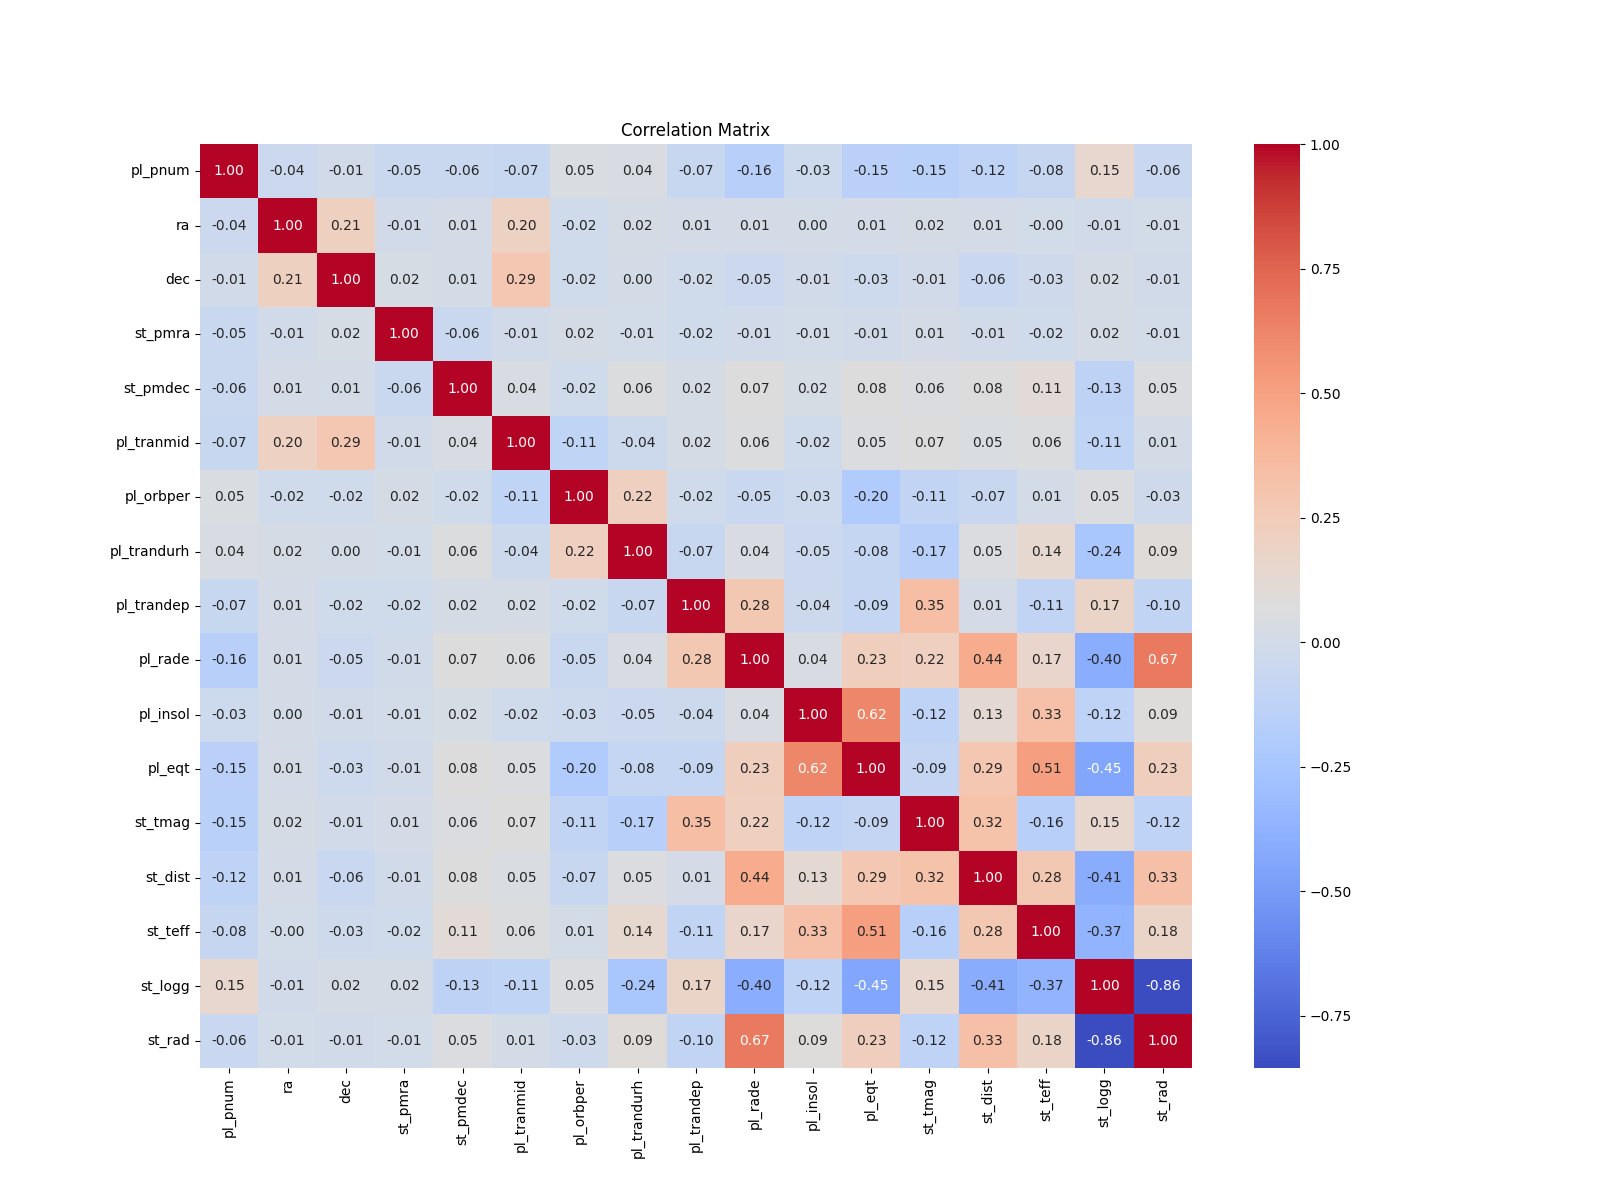 Correlation Matrix
pl_pnum 1.00 -0.04 -0.01 -0.05 -0.06 -0.07 0.05 0.04 -0.07 -0.16 -0.03 -0.15 -0.15 -0.12 -0.08 0.15 -0.06
ra -0.04 1.00 0.21 -0.01 0.01 0.20 -0.02 0.02 0.01 0.01 0.00 0.01 0.02 0.01 -0.00 -0.01 -0.01
dec -0.01 0.21 1.00 0.02 0.01 0.29 -0.02 0.00 -0.02 -0.05 -0.01 -0.03 -0.01 -0.06 -0.03 0.02 -0.01
st_pmra -0.05 -0.01 0.02 1.00 -0.06 -0.01 0.02 -0.01 -0.02 -0.01 -0.01 -0.01 0.01 -0.01 -0.02 0.02 -0.01
st_pmdec -0.06 0.01 0.01 -0.06 1.00 0.04 -0.02 0.06 0.02 0.07 0.02 0.08 0.06 0.08 0.11 -0.13 0.05
pl_tranmid -0.07 0.20 0.29 -0.01 0.04 1.00 -0.11 -0.04 0.02 0.06 -0.02 0.05 0.07 0.05 0.06 -0.11 0.01
pl_orbper 0.05 -0.02 -0.02 0.02 -0.02 -0.11 1.00 0.22 -0.02 -0.05 -0.03 -0.20 -0.11 -0.07 0.01 0.05 -0.03
pl_trandurh 0.04 0.02 0.00 -0.01 0.06 -0.04 0.22 1.00 -0.07 0.04 -0.05 -0.08 -0.17 0.05 0.14 -0.24 0.09
pl_trandep -0.07 0.01 -0.02 -0.02 0.02 0.02 -0.02 -0.07 1.00 0.28 -0.04 -0.09 0.35 0.01 -0.11 0.17 -0.10
pl_rade -0.16 0.01 -0.05 -0.01 0.07 0.06 -0.05 0.04 0.28 1.00 0.04 0.23 0.22 0.44 0.17 -0.40 0.67
pl_insol -0.03 0.00 -0.01 -0.01 0.02 -0.02 -0.03 -0.05 -0.04 0.04 1.00 0.62 -0.12 0.13 0.33 -0.12 0.09
pl_eqt -0.15 0.01 -0.03 -0.01 0.08 0.05 -0.20 -0.08 -0.09 0.23 0.62 1.00 -0.09 0.29 0.51 -0.45 0.23
st_tmag -0.15 0.02 -0.01 0.01 0.06 0.07 -0.11 -0.17 0.35 0.22 -0.12 -0.09 1.00 0.32 -0.16 0.15 -0.12
st_dist -0.12 0.01 -0.06 -0.01 0.08 0.05 -0.07 0.05 0.01 0.44 0.13 0.29 0.32 1.00 0.28 -0.41 0.33
st_teff -0.08 -0.00 -0.03 -0.02 0.11 0.06 0.01 0.14 -0.11 0.17 0.33 0.51 -0.16 0.28 1.00 -0.37 0.18
st_logg 0.15 -0.01 0.02 0.02 -0.13 -0.11 0.05 -0.24 0.17 -0.40 -0.12 -0.45 0.15 -0.41 -0.37 1.00 -0.86
st_rad -0.06 -0.01 -0.01 -0.01 0.05 0.01 -0.03 0.09 -0.10 0.67 0.09 0.23 -0.12 0.33 0.18 -0.86 1.00
pl_pnum ra dec st_pmra st_pmdec pl_tranmid pl_orbper pl_trandurh pl_trandep pl_rade pl_insol pl_eqt st_tmag st_dist st_teff st_logg st_rad
1.00
0.75
0.50
0.25
0.00
−0.25
−0.50
−0.75